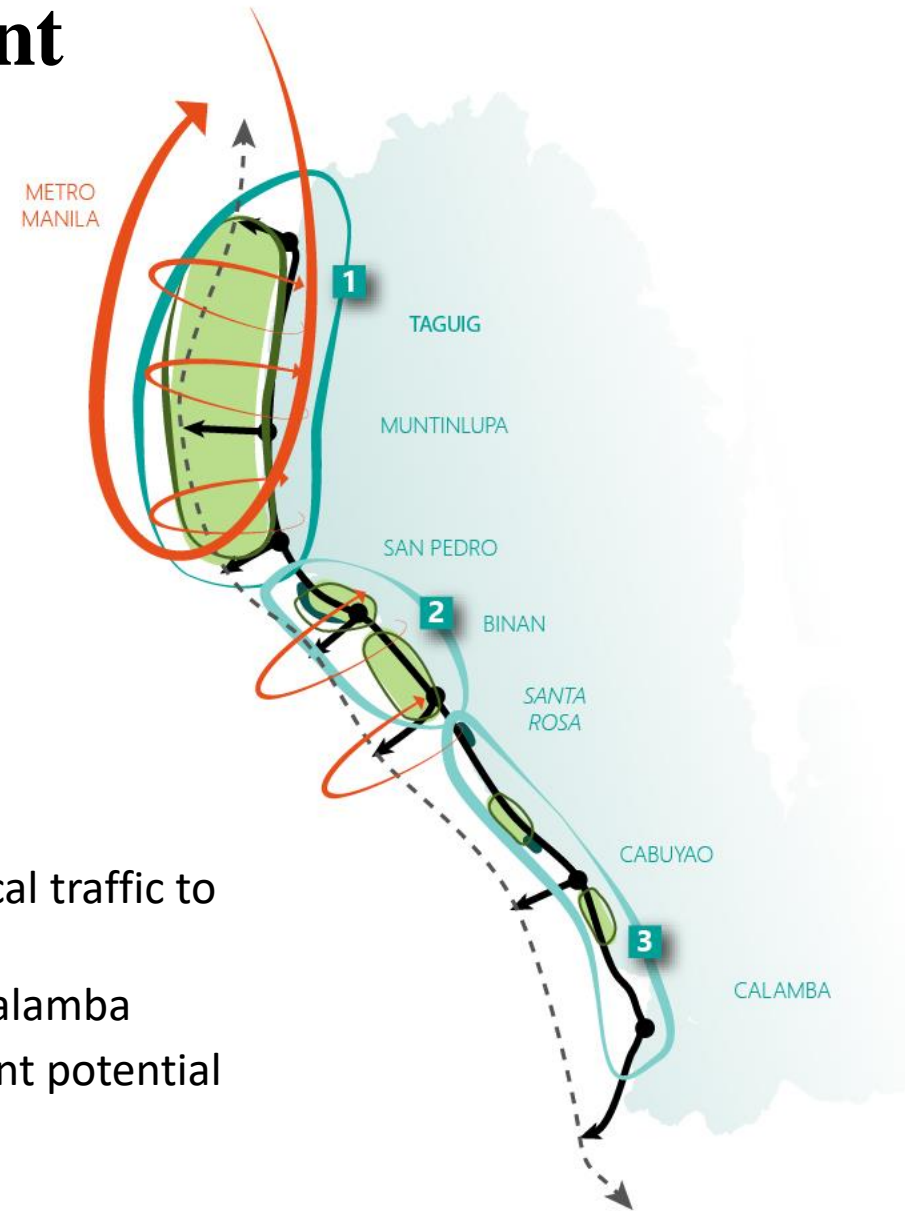 nt
METRO
MANILA
1
TAGUIG
MUNTINLUPA
SAN PEDRO
2
BINAN
SANTA
ROSA
cal traffic to
CABUYAO
3
alamba
CALAMBA
nt potential